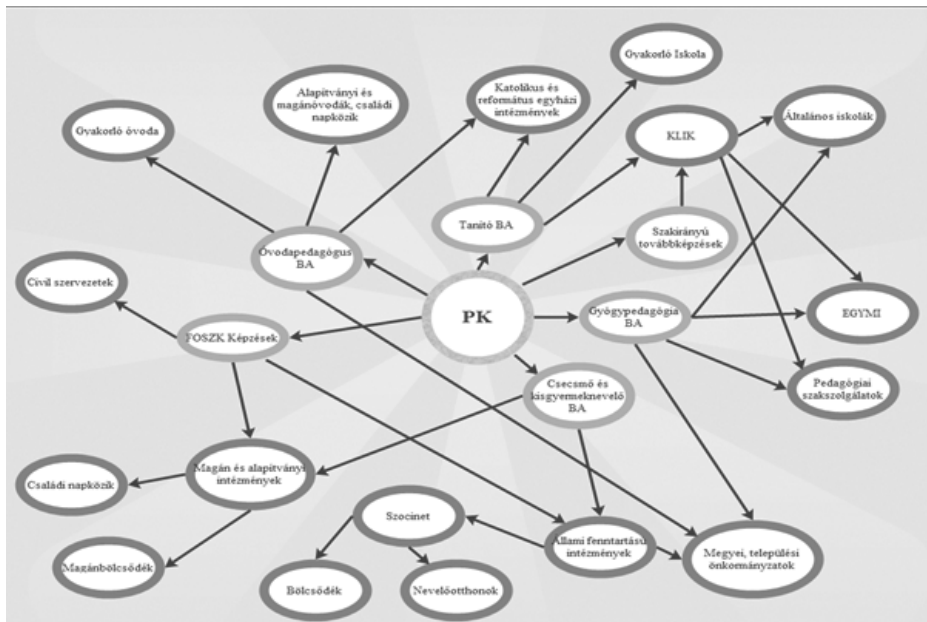 Gyakorló Iskola
Alapítványi és
magánóvodák, családi
napközik
Katolikus és
református egyházi
intézmények
Gyakorló óvoda
KLIK
Általános iskolák
Tanító BA
Szakirányú
továbbképzések
Óvodapedagógus
BA
Civil szervezetek
PK
Gyógypedagógia
BA
EGYMI
FOSZK Képzések
Csecsmő és
kisgyermeknevelő
BA
Pedagógiai
szakszolgálatok
Magán és alapítványi
intézmények
Családi napközik
Szocinet
Állami fenntartású
intézmények
Megyei, települési
önkormányzatok
Magánbölcsődék
Bölcsődék
Nevelőotthonok